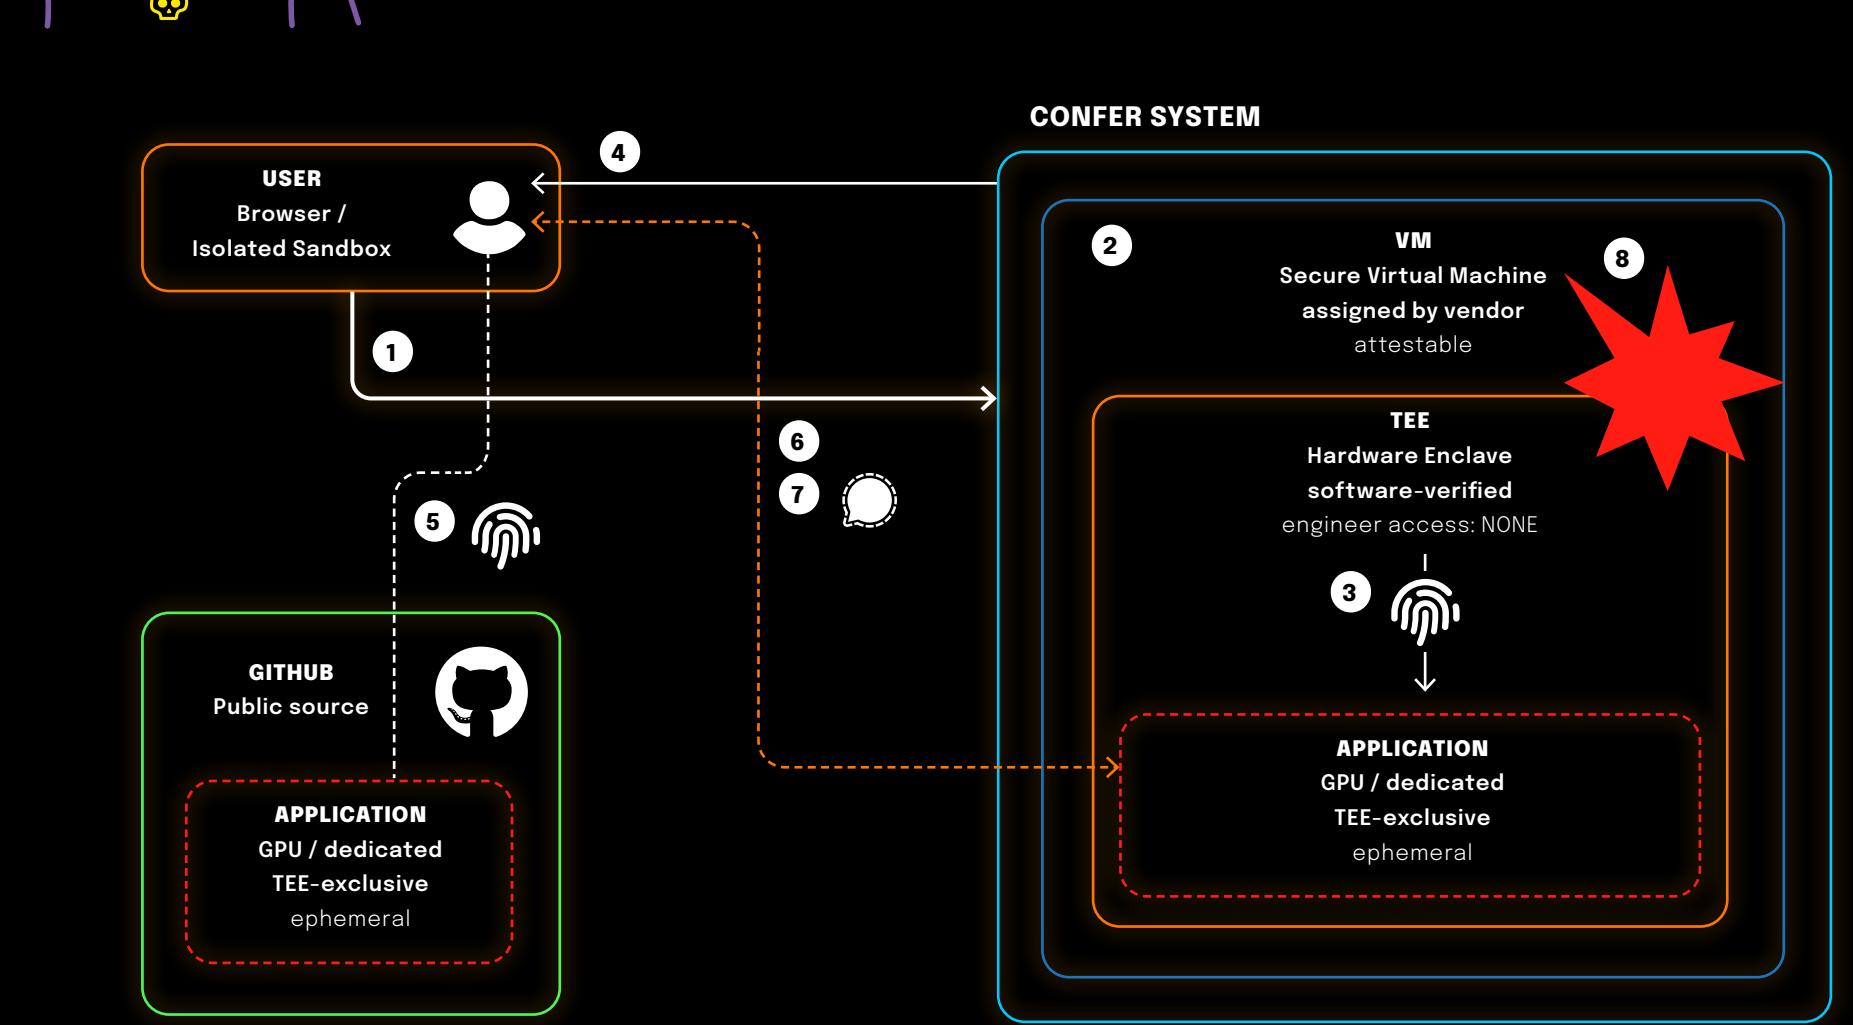 CONFER SYSTEM
4
USER
Browser /
Isolated Sandbox
1
2
VM
Secure Virtual Machine
assigned by vendor
attestable
8
6
7
TEE
Hardware Enclave
software-verified
engineer access: NONE
5
3
GITHUB
Public source
APPLICATION
GPU / dedicated
TEE-exclusive
ephemeral
APPLICATION
GPU / dedicated
TEE-exclusive
ephemeral